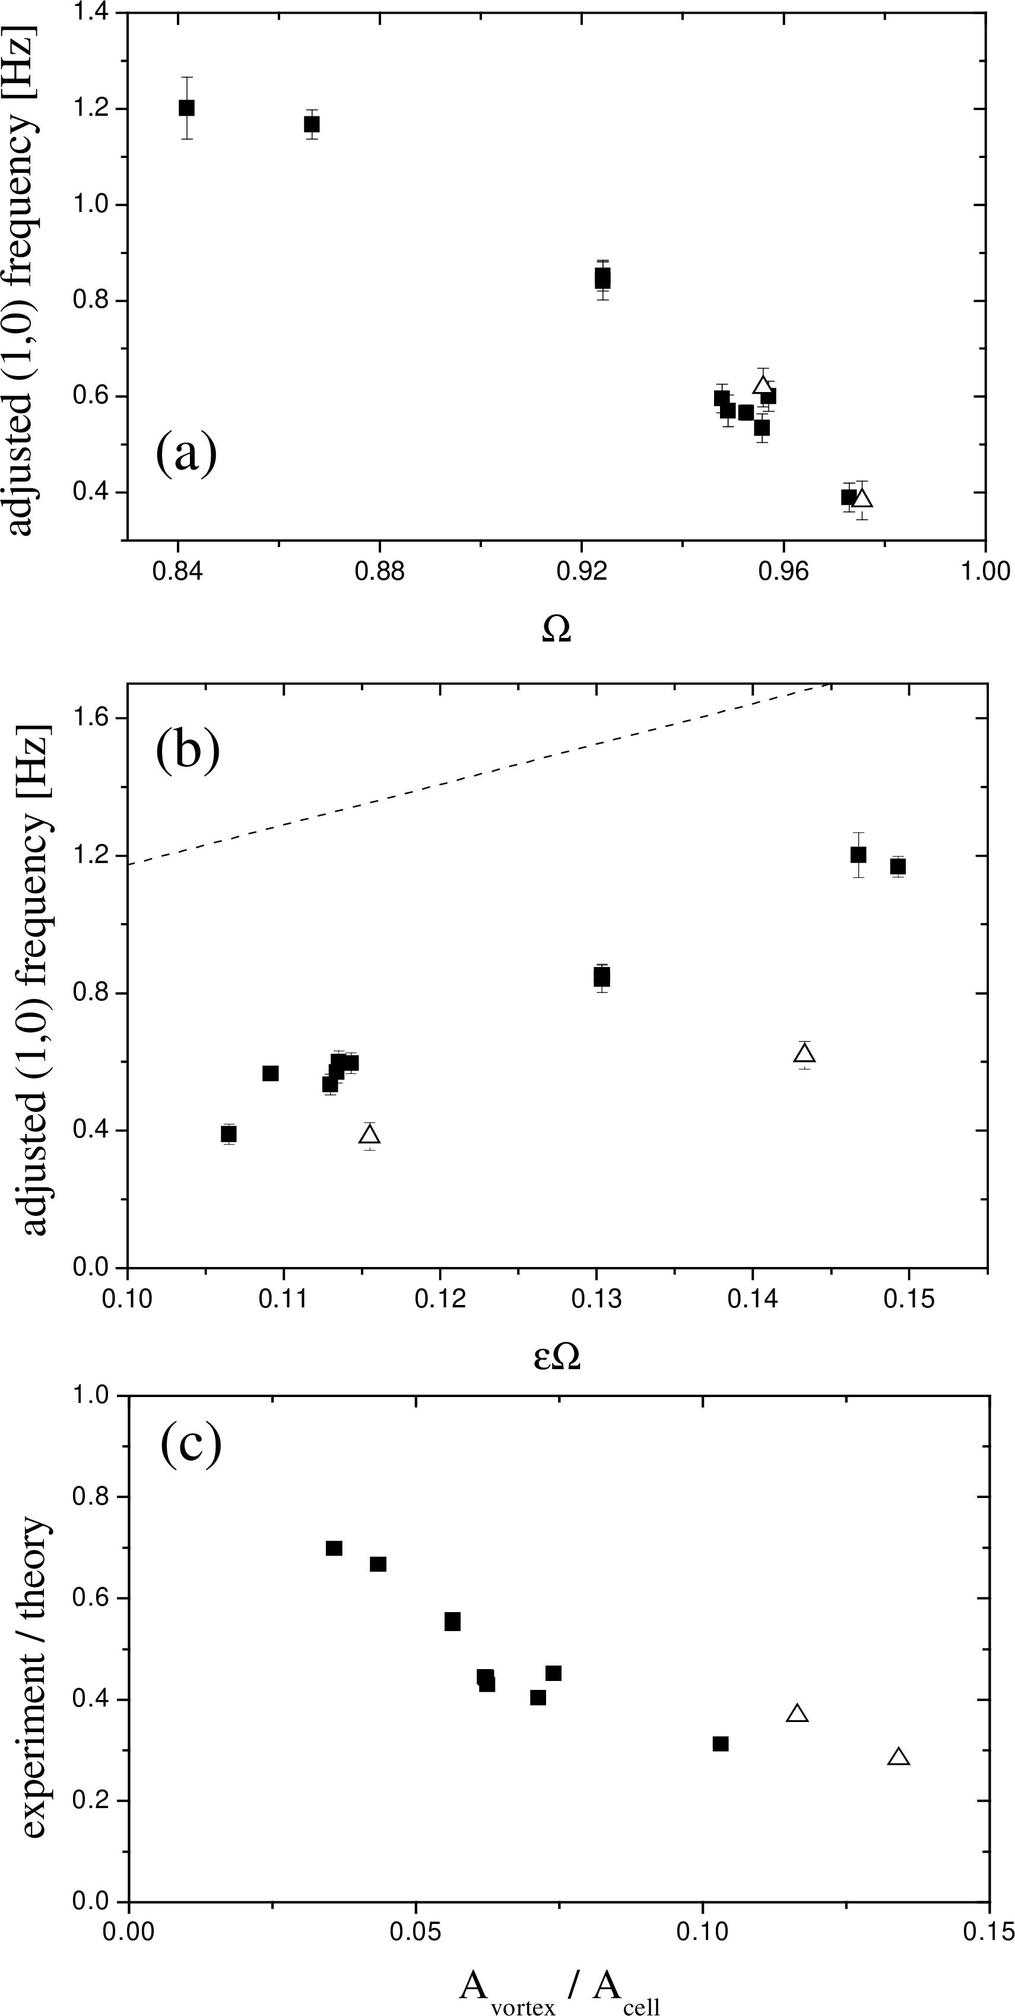 1.4
1.2
1.0
0.8
0.6
0.4
adjusted (1,0) frequency [Hz]
(a)
0.84 0.88 0.92 0.96 1.00
Ω
1.6
1.2
0.8
0.4
0.0
adjusted (1,0) frequency [Hz]
(b)
0.10 0.11 0.12 0.13 0.14 0.15
εΩ
1.0
0.8
0.6
0.4
0.2
0.0
experiment / theory
(c)
0.00 0.05 0.10 0.15
A vortex / A cell